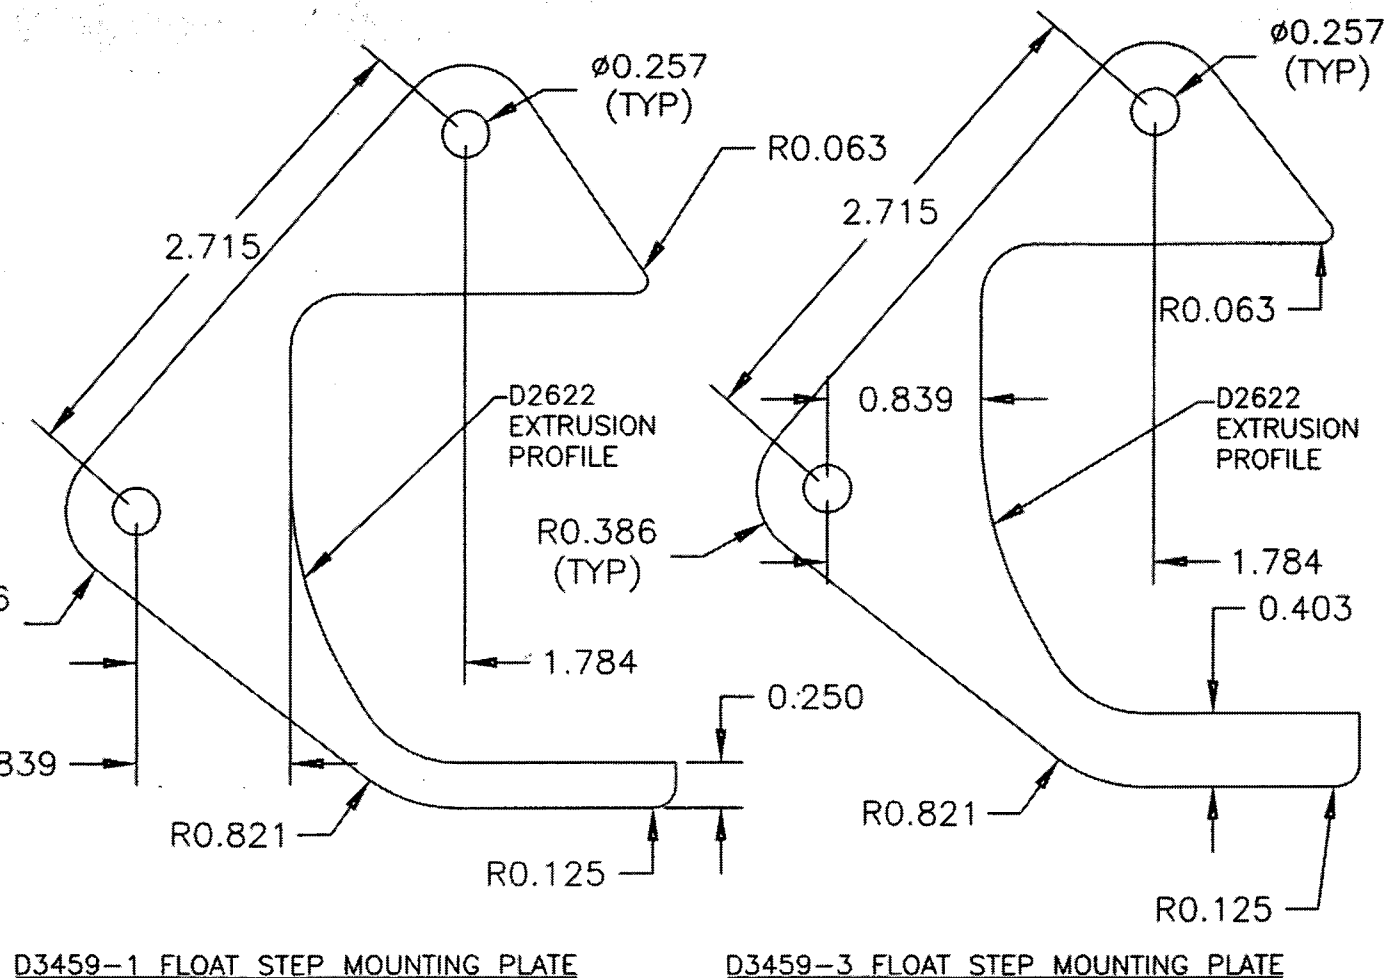 ø0.257
(TYP)
R0.063
2.715
D2622
EXTRUSION
PROFILE
6
1.784
0.250
839
R0.821
R0.125
D3459-1 FLOAT STEP MOUNTING PLATE
ø0.257
(TYP)
2.715
R0.063
0.839
D2622
EXTRUSION
PROFILE
R0.386
(TYP)
1.784
0.403
R0.821
R0.125
D3459-3 FLOAT STEP MOUNTING PLATE